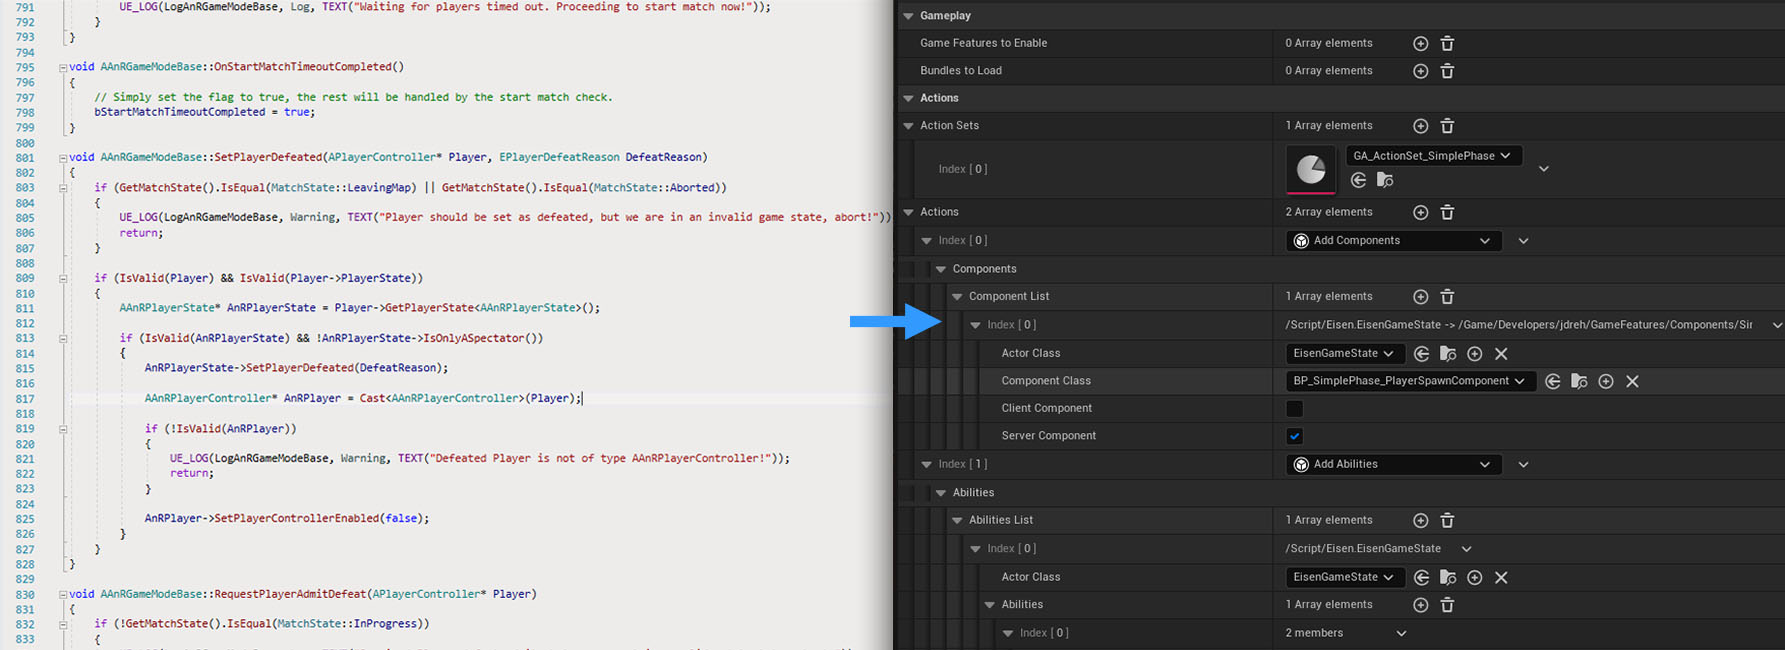 791 UE_LOG(LogAnRGameModeBase, Log, TEXT("Waiting for players timed out. Proceeding to start match now!"));
792 }
793 }
794
795 void AAnRGameModeBase::OnStartMatchTimeoutCompleted()
796 {
797 // Simply set the flag to true, the rest will be handled by the start match check.
798 bStartMatchTimeoutCompleted = true;
799 }
800
801 void AAnRGameModeBase::SetPlayerDefeated(APlayerController* Player, EPlayerDefeatReason DefeatReason)
802 {
803 if (GetMatchState().IsEqual(MatchState::LeavingMap) || GetMatchState().IsEqual(MatchState::Aborted))
804 {
805 UE_LOG(LogAnRGameModeBase, Warning, TEXT("Player should be set as defeated, but we are in an invalid game state, abort!"))
806 return;
807 }
808
809 if (IsValid(Player) && IsValid(Player->PlayerState))
810 {
811 AAnRPlayerState* AnRPlayerState = Player->GetPlayerState<AAnRPlayerState>();
812
813 if (IsValid(AnRPlayerState) && !AnRPlayerState->IsOnlyASpectator())
814 {
815 AnRPlayerState->SetPlayerDefeated(DefeatReason);
816
817 AAnRPlayerController* AnRPlayer = Cast<AAnRPlayerController>(Player);
818
819 if (!IsValid(AnRPlayer))
820 {
821 UE_LOG(LogAnRGameModeBase, Warning, TEXT("Defeated Player is not of type AAnRPlayerController!"));
822 return;
823 }
824
825 AnRPlayer->SetPlayerControllerEnabled(false);
826 }
827 }
828 }
829
830 void AAnRGameModeBase::RequestPlayerAdmitDefeat(APlayerController* Player)
831 {
832 if (!GetMatchState().IsEqual(MatchState::InProgress))
833 {
Gameplay
Game Features to Enable 0 Array elements
Bundles to Load 0 Array elements
Actions
Action Sets 1 Array elements
Index [ 0 ] GA_ActionSet_SimplePhase
Actions 2 Array elements
Index [ 0 ] Add Components
Components
Component List 1 Array elements
Index [ 0 ] /Script/Eisen.EisenGameState -> /Game/Developers/jdreh/GameFeatures/Components/Sir
Actor Class EisenGameState
Component Class BP_SimplePhase_PlayerSpawnComponent
Client Component
Server Component
Index [ 1 ] Add Abilities
Abilities
Abilities List 1 Array elements
Index [ 0 ] /Script/Eisen.EisenGameState
Actor Class EisenGameState
Abilities 1 Array elements
Index [ 0 ] 2 members